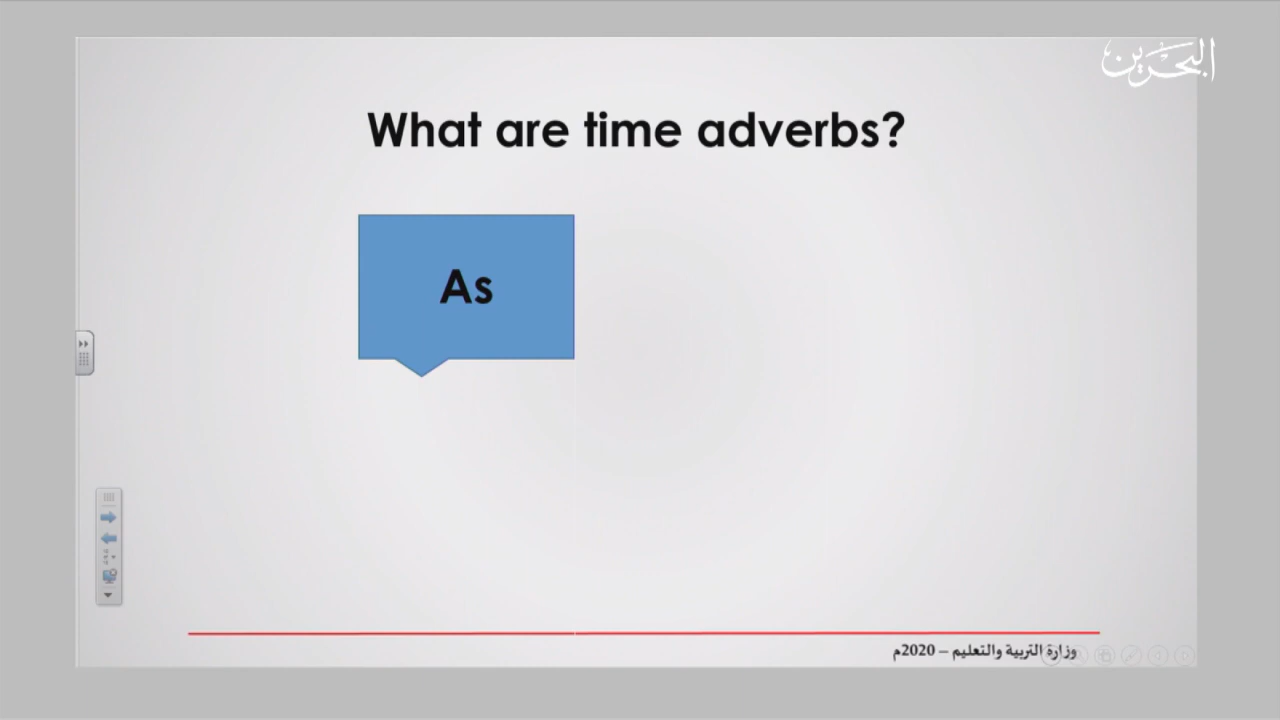 البحرين
What are time adverbs?
As
وزارة التربية والتعليم – 2020م